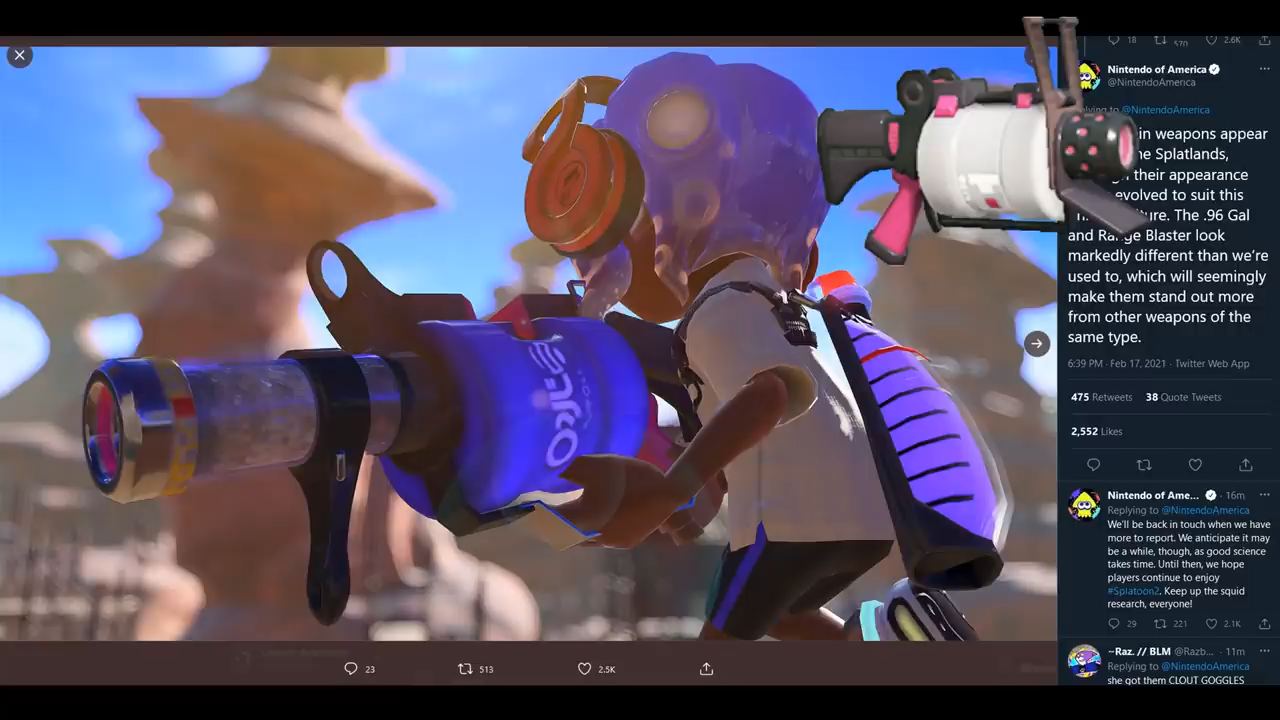 18 570 2.6K
Nintendo of America
@NintendoAmerica
@NintendoAmerica
in weapons appear
Splatlands,
their appearance
evolved to suit this
The .96 Gal
and Range Blaster look
markedly different than we're
used to, which will seemingly
make them stand out more
from other weapons of the
same type.
6:39 PM · Feb 17, 2021 · Twitter Web App
475 Retweets 38 Quote Tweets
2,552 Likes
Nintendo of Ame... · 16m
Replying to @NintendoAmerica
We'll be back in touch when we have
more to report. We anticipate it may
be a while, though, as good science
takes time. Until then, we hope
players continue to enjoy
#Splatoon2. Keep up the squid
research, everyone!
29 221 2.1K
~Raz. // BLM @Razb... · 11m
Replying to @NintendoAmerica
she got them CLOUT GOGGLES
23 513 2.5K